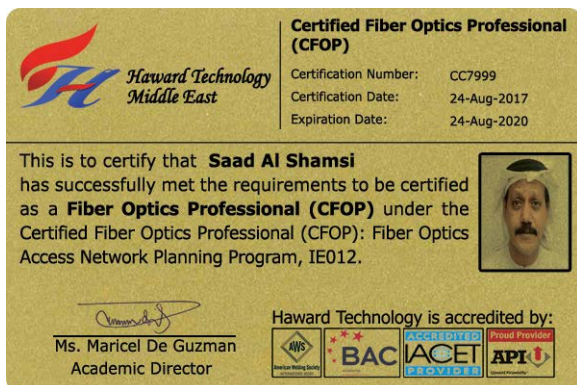 Haward Technology
Middle East
Certified Fiber Optics Professional
(CFOP)
Certification Number: CC7999
Certification Date: 24-Aug-2017
Expiration Date: 24-Aug-2020
This is to certify that Saad Al Shamsi
has successfully met the requirements to be certified
as a Fiber Optics Professional (CFOP) under the
Certified Fiber Optics Professional (CFOP): Fiber Optics
Access Network Planning Program, IE012.
Ms. Maricel De Guzman
Academic Director
Haward Technology is accredited by:
AWS
American Welding Society
BAC
ACCREDITED
IACET
PROVIDER
Proud Provider
API